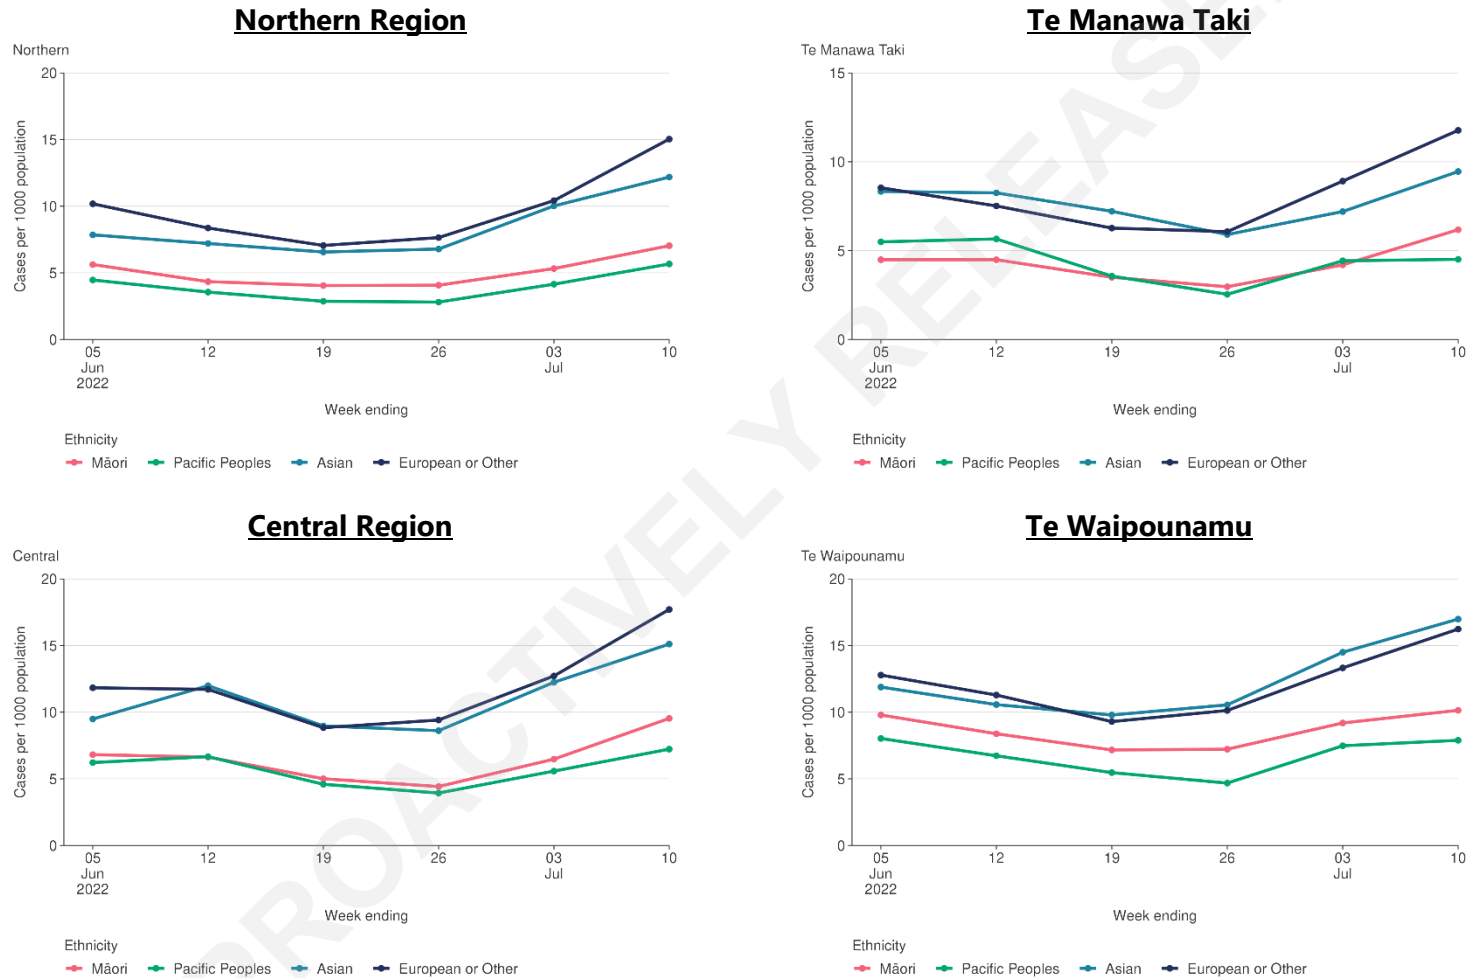 Northern Region
Northern
20
15
10
5
0
Cases per 1000 population
05 12 19 26 03 10
Jun Jul
2022
Week ending
Ethnicity
Māori Pacific Peoples Asian European or Other
Te Manawa Taki
Te Manawa Taki
15
10
5
0
Cases per 1000 population
05 12 19 26 03 10
Jun Jul
2022
Week ending
Ethnicity
Māori Pacific Peoples Asian European or Other
Central Region
Central
20
15
10
5
0
Cases per 1000 population
05 12 19 26 03 10
Jun Jul
2022
Week ending
Ethnicity
Māori Pacific Peoples Asian European or Other
Te Waipounamu
Te Waipounamu
20
15
10
5
0
Cases per 1000 population
05 12 19 26 03 10
Jun Jul
2022
Week ending
Ethnicity
Māori Pacific Peoples Asian European or Other
PROACTIVELY RELEASE